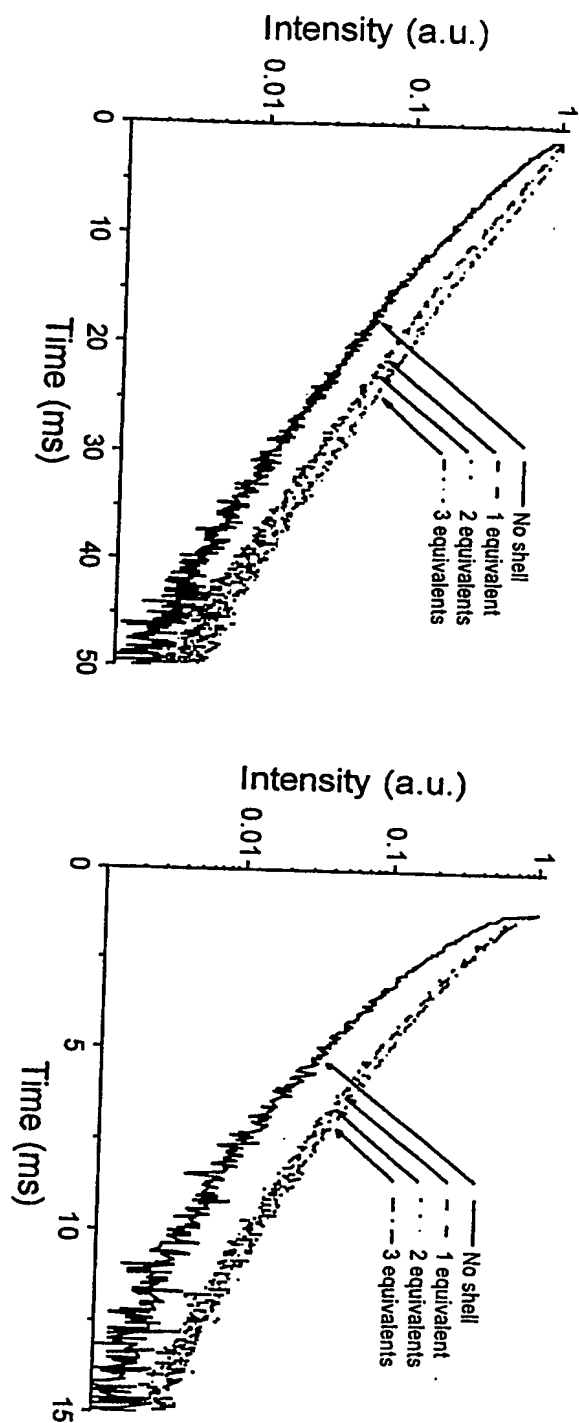 Intensity (a.u.)
1
0.1
0.01
0
10
20
30
40
50
Time (ms)
No shell
1 equivalent
2 equivalents
3 equivalents
Intensity (a.u.)
1
0.1
0.01
0
5
10
15
Time (ms)
No shell
1 equivalent
2 equivalents
3 equivalents